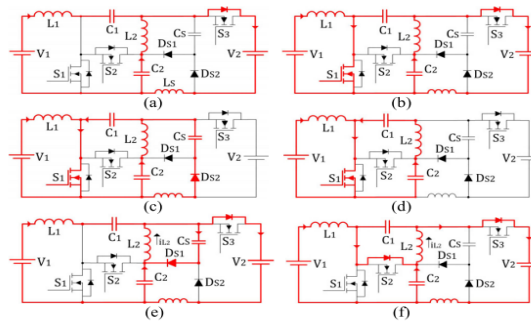 L1 C1 L2 CS S3
V1 S1 S2 DS1 V2
C2 DS2
LS
(a)
L1 C1 L2 CS S3
V1 S1 S2 DS1 V2
C2 DS2
(b)
L1 C1 L2 CS S3
V1 S1 S2 DS1 V2
C2 DS2
(c)
L1 C1 L2 CS S3
V1 S1 S2 DS1 V2
C2 DS2
(d)
L1 C1 L2 iL2 CS S3
V1 S1 S2 DS1 V2
C2 DS2
(e)
L1 C1 L2 iL2 CS S3
V1 S1 S2 DS1 V2
C2 DS2
(f)